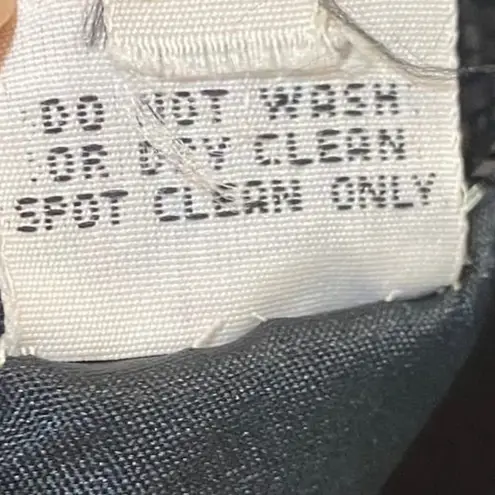 DO NOT WASH
OR DRY CLEAN
SPOT CLEAN ONLY